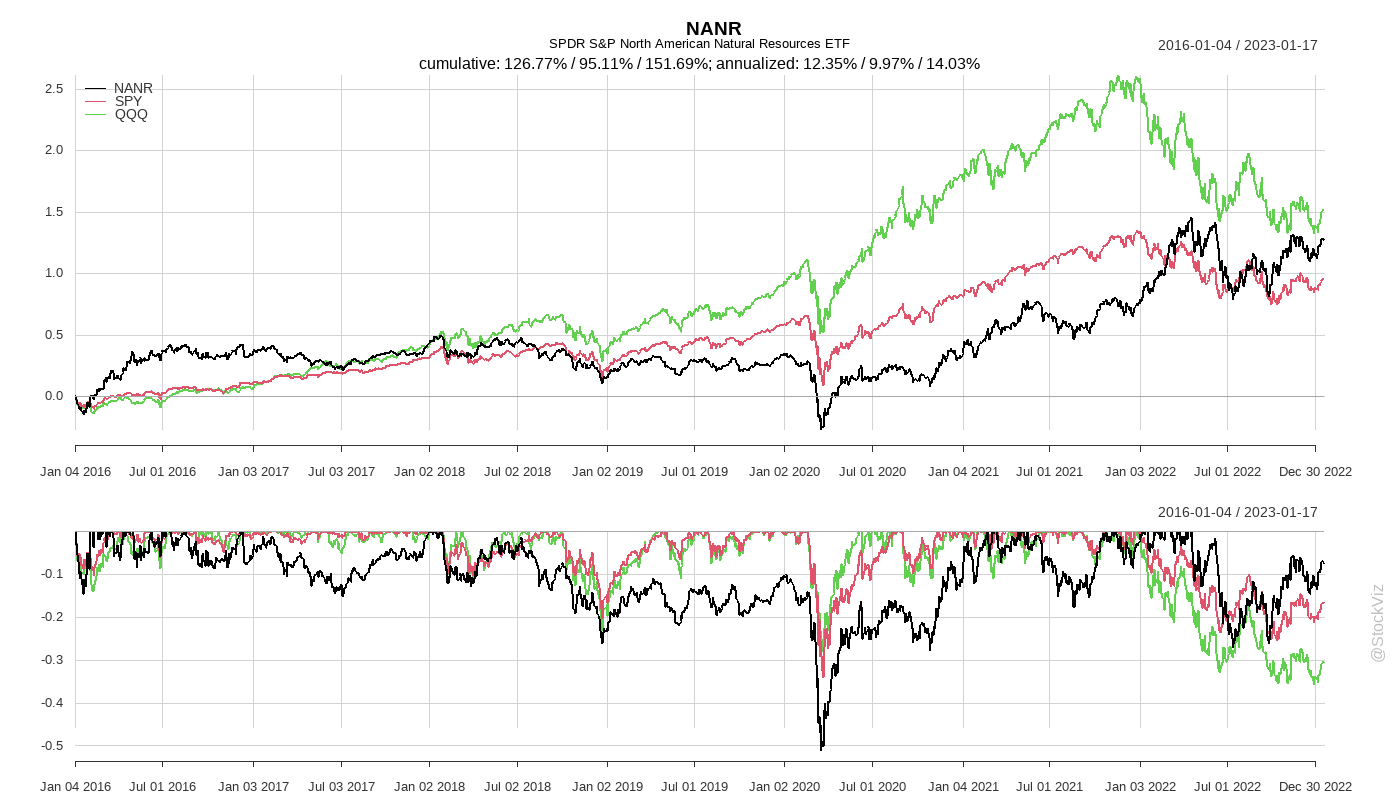 NANR
SPDR S&P North American Natural Resources ETF
2016-01-04 / 2023-01-17
cumulative: 126.77% / 95.11% / 151.69%; annualized: 12.35% / 9.97% / 14.03%
NANR
SPY
QQQ
2.5
2.0
1.5
1.0
0.5
0.0
Jan 04 2016 Jul 01 2016 Jan 03 2017 Jul 03 2017 Jan 02 2018 Jul 02 2018 Jan 02 2019 Jul 01 2019 Jan 02 2020 Jul 01 2020 Jan 04 2021 Jul 01 2021 Jan 03 2022 Jul 01 2022 Dec 30 2022
2016-01-04 / 2023-01-17
-0.1
-0.2
-0.3
-0.4
-0.5
Jan 04 2016 Jul 01 2016 Jan 03 2017 Jul 03 2017 Jan 02 2018 Jul 02 2018 Jan 02 2019 Jul 01 2019 Jan 02 2020 Jul 01 2020 Jan 04 2021 Jul 01 2021 Jan 03 2022 Jul 01 2022 Dec 30 2022
@StockViz